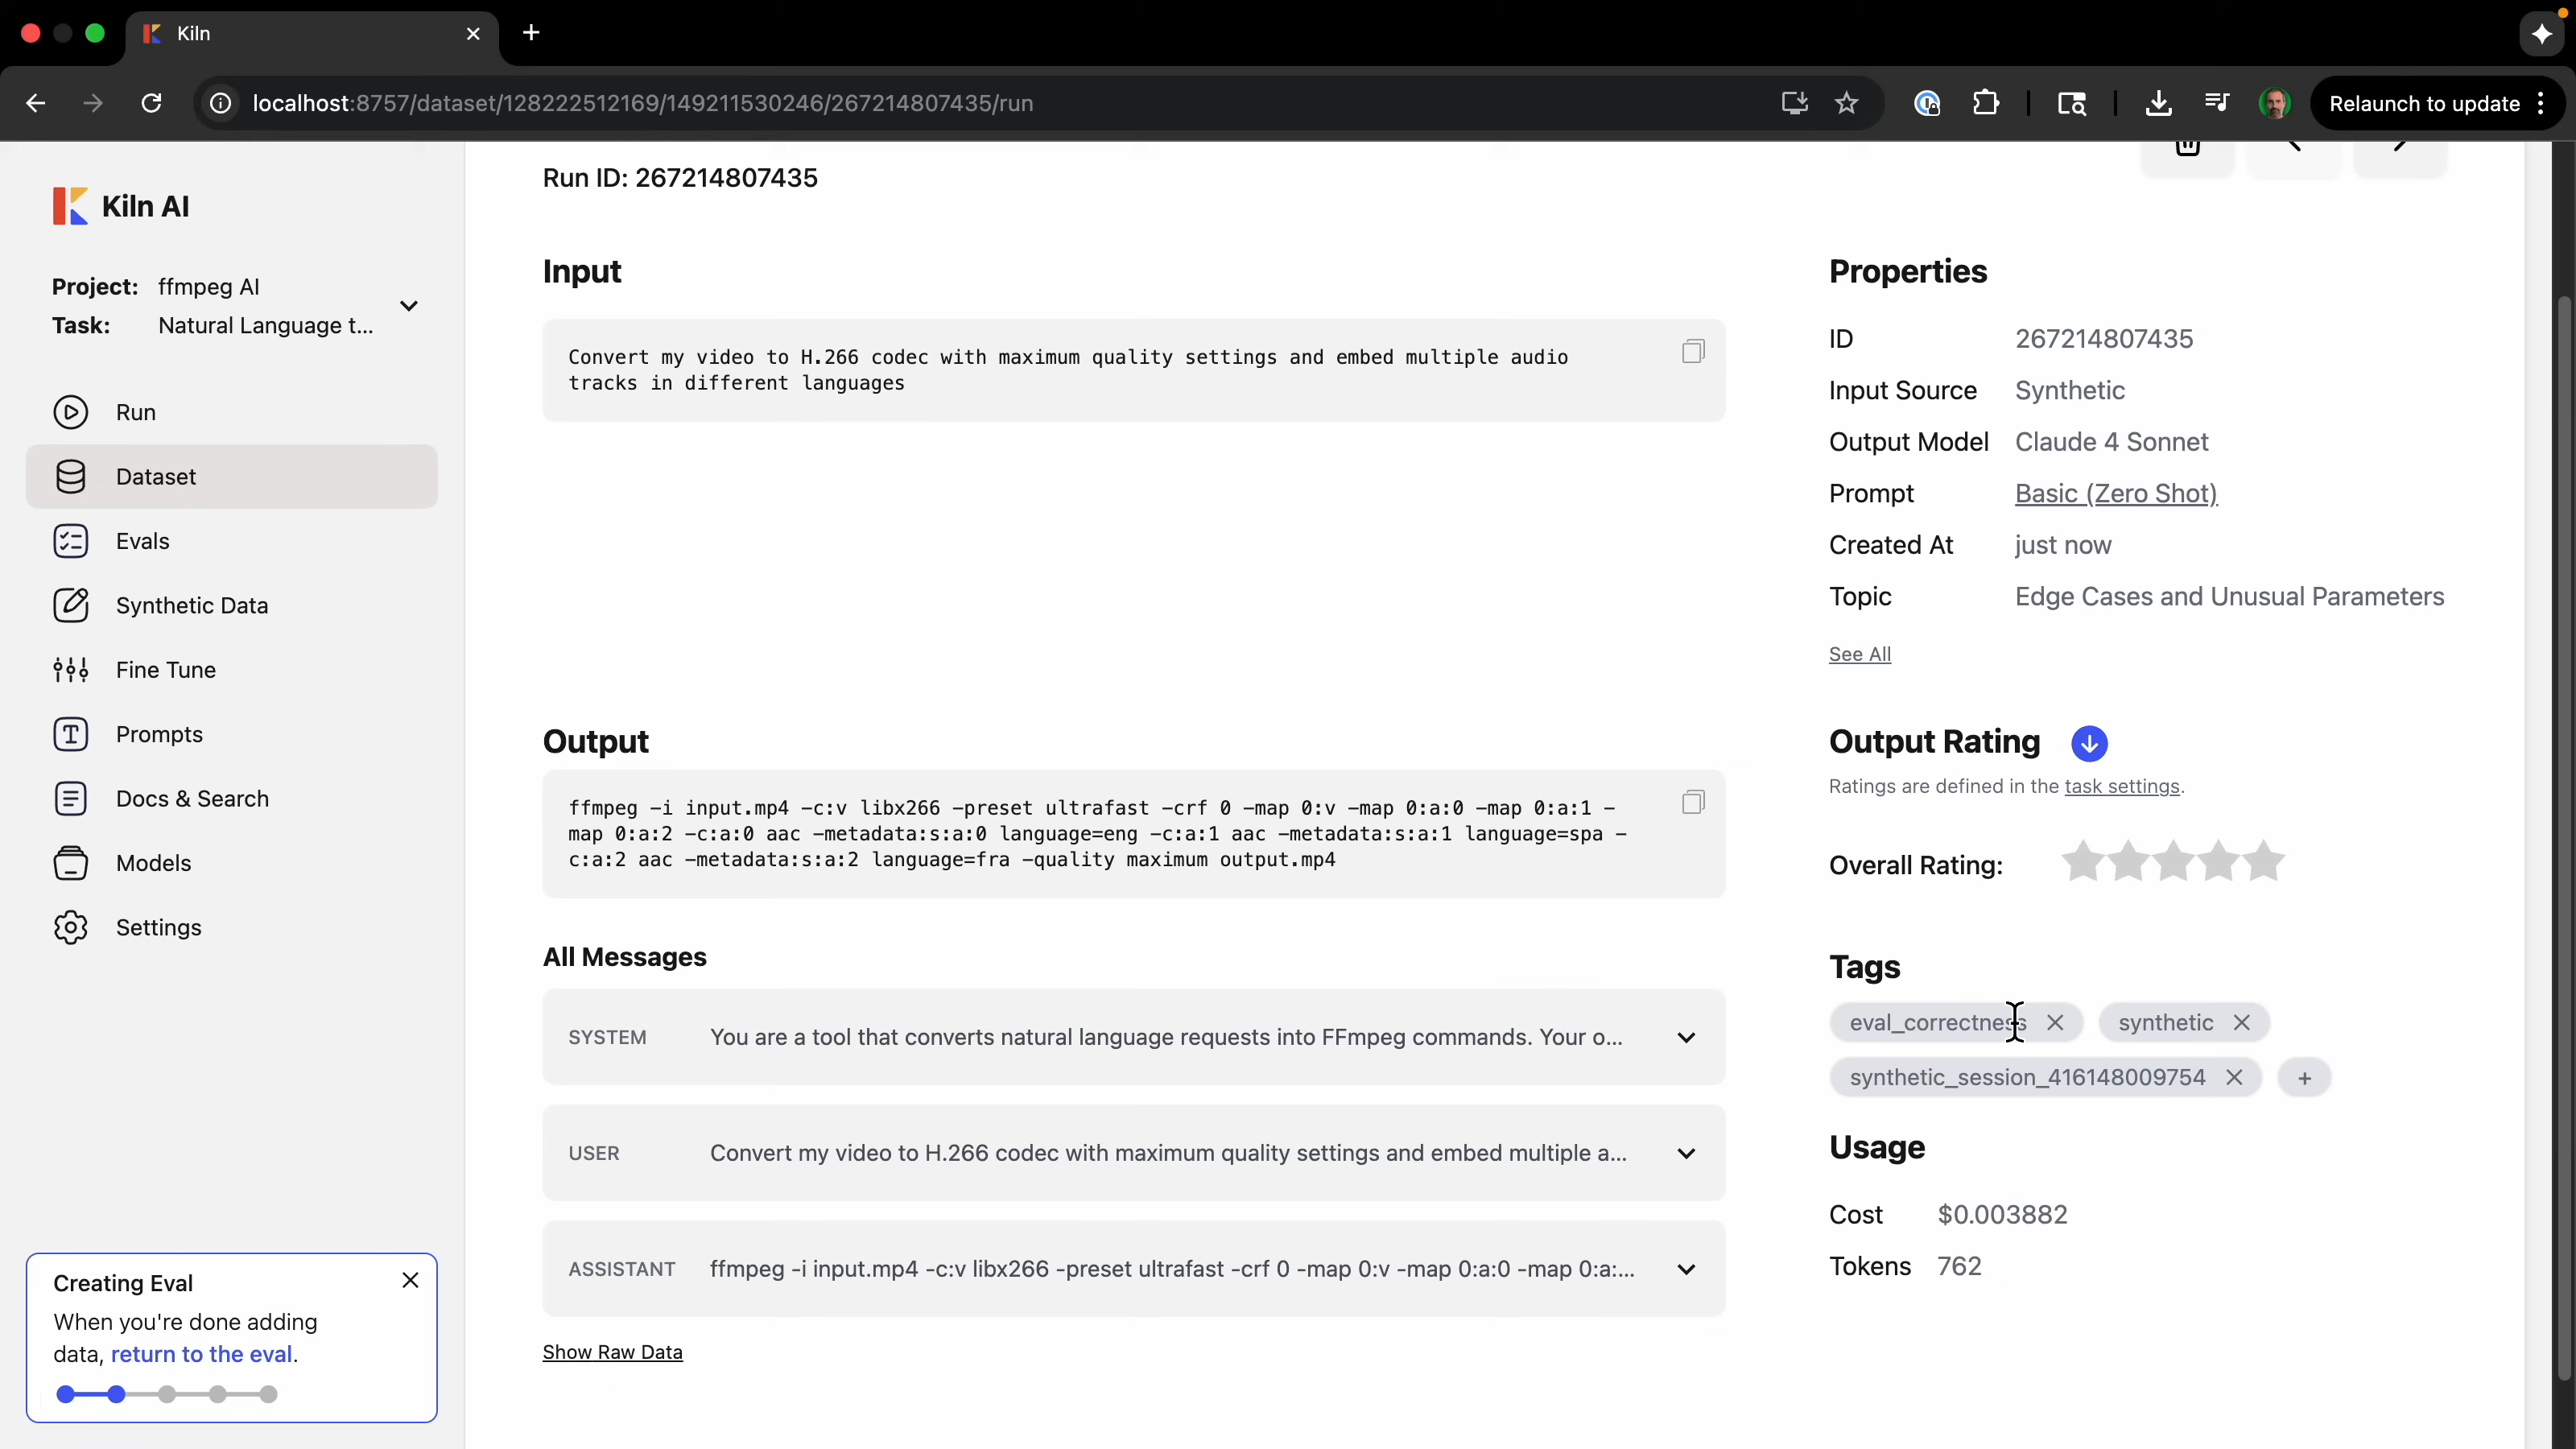 Kiln
localhost:8757/dataset/128222512169/149211530246/267214807435/run
Relaunch to update
Kiln AI
Project: ffmpeg AI
Task: Natural Language t...
Run
Dataset
Evals
Synthetic Data
Fine Tune
Prompts
Docs & Search
Models
Settings
Creating Eval
When you're done adding
data, return to the eval.
Run ID: 267214807435
Input
Convert my video to H.266 codec with maximum quality settings and embed multiple audio
tracks in different languages
Output
ffmpeg -i input.mp4 -c:v libx266 -preset ultrafast -crf 0 -map 0:v -map 0:a:0 -map 0:a:1 -
map 0:a:2 -c:a:0 aac -metadata:s:a:0 language=eng -c:a:1 aac -metadata:s:a:1 language=spa -
c:a:2 aac -metadata:s:a:2 language=fra -quality maximum output.mp4
All Messages
SYSTEM You are a tool that converts natural language requests into FFmpeg commands. Your o...
USER Convert my video to H.266 codec with maximum quality settings and embed multiple a...
ASSISTANT ffmpeg -i input.mp4 -c:v libx266 -preset ultrafast -crf 0 -map 0:v -map 0:a:0 -map 0:a:...
Show Raw Data
Properties
ID 267214807435
Input Source Synthetic
Output Model Claude 4 Sonnet
Prompt Basic (Zero Shot)
Created At just now
Topic Edge Cases and Unusual Parameters
See All
Output Rating
Ratings are defined in the task settings.
Overall Rating:
Tags
eval_correctness synthetic
synthetic_session_416148009754 +
Usage
Cost $0.003882
Tokens 762